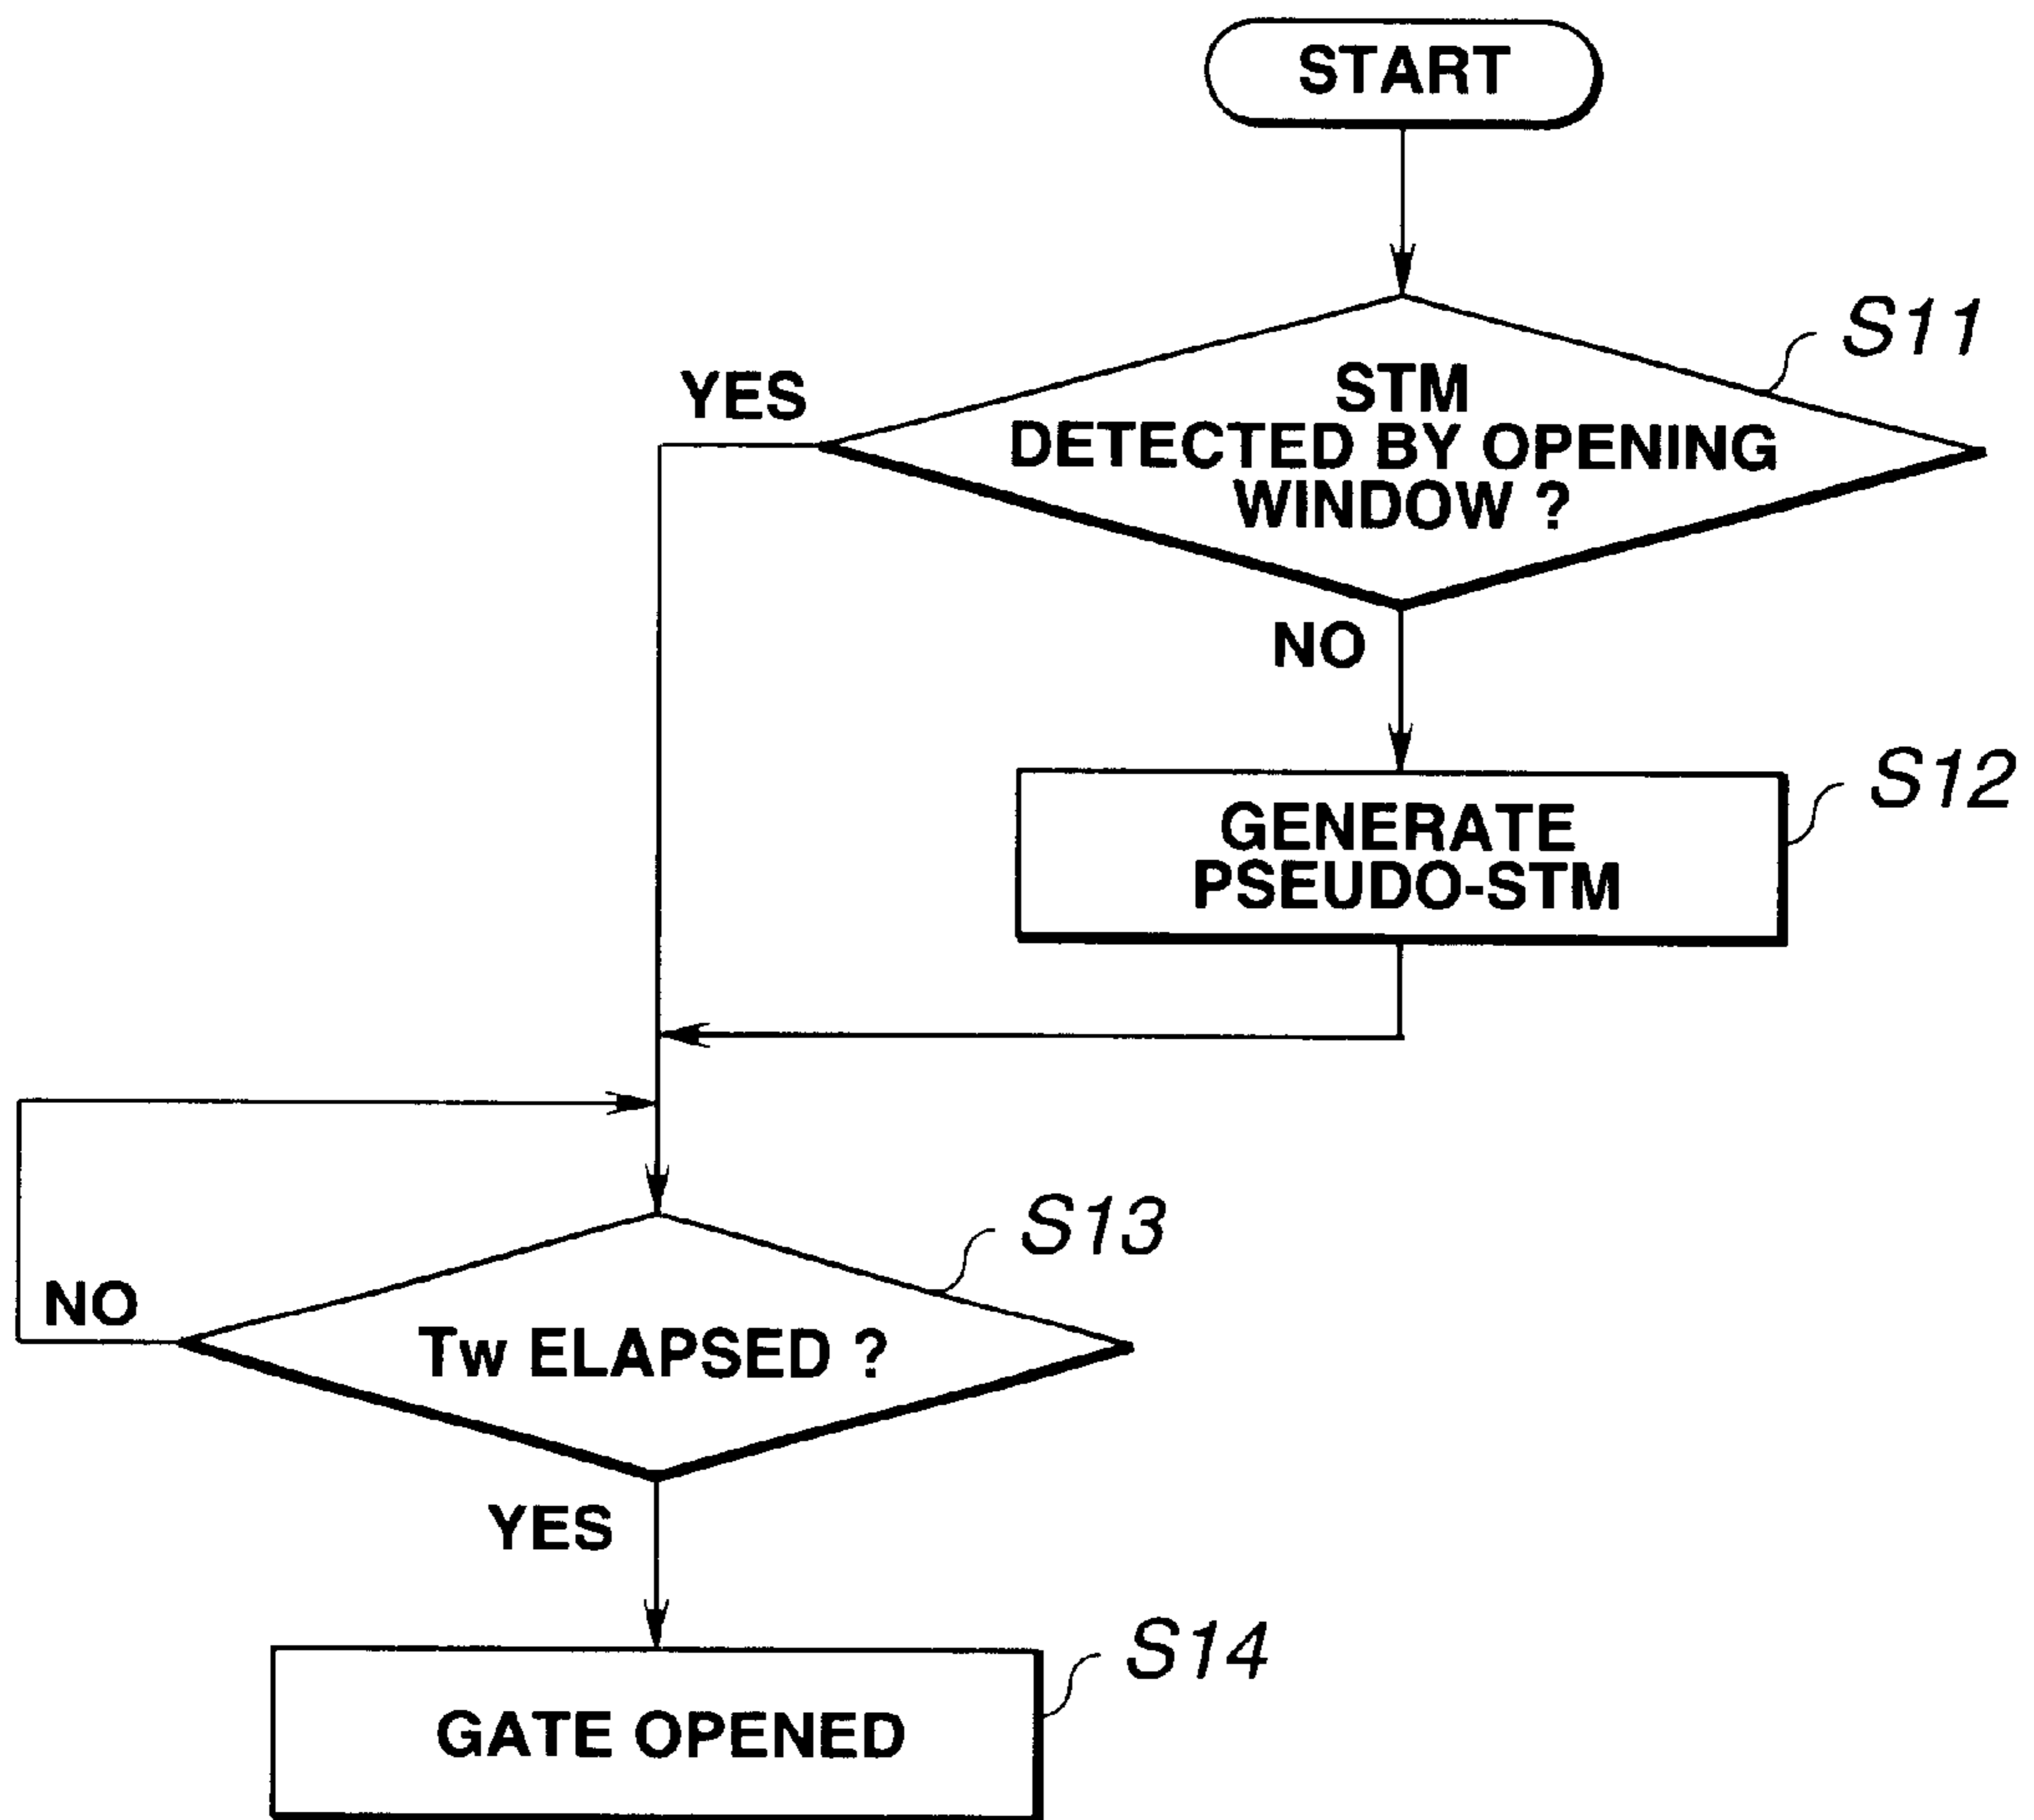 START
S11
YES
STM
DETECTED BY OPENING
WINDOW ?
NO
S12
GENERATE
PSEUDO-STM
S13
NO
Tw ELAPSED ?
YES
S14
GATE OPENED